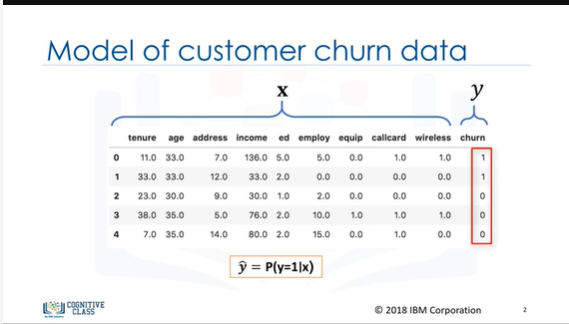 Model of customer churn data
x y
tenure age address income ed employ equip callcard wireless churn
0 11.0 33.0 7.0 136.0 5.0 5.0 0.0 1.0 1.0 1
1 33.0 33.0 12.0 33.0 2.0 0.0 0.0 0.0 0.0 1
2 23.0 30.0 9.0 30.0 1.0 2.0 0.0 0.0 0.0 0
3 38.0 35.0 5.0 76.0 2.0 10.0 1.0 1.0 1.0 0
4 7.0 35.0 14.0 80.0 2.0 15.0 0.0 1.0 0.0 0
ŷ = P(y=1|x)
COGNITIVE
CLASS
© 2018 IBM Corporation 2